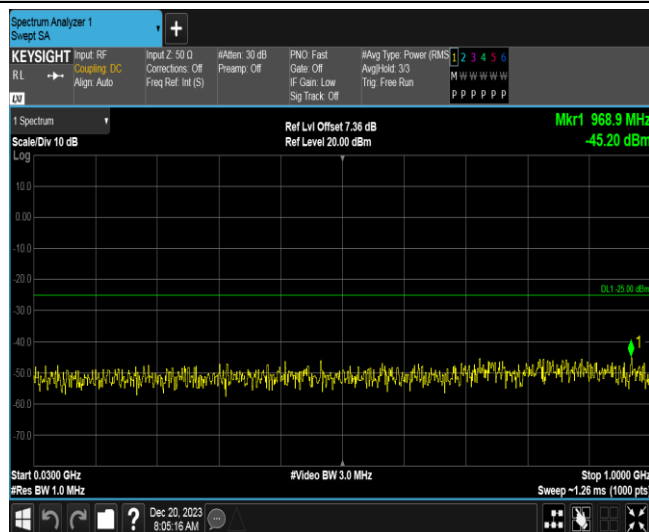 Spectrum Analyzer 1
Swept SA
+
KEYSIGHT Input: RF Input Z: 50 Ω #Atten: 30 dB PNO: Fast #Avg Type: Power (RMS 1 2 3 4 5 6
RL Coupling: DC Corrections: Off Preamp: Off Gate: Off Avg|Hold: 3/3 M W W W W W
Align: Auto Freq Ref: Int (S) IF Gain: Low Trig: Free Run
LXI Sig Track: Off P P P P P P
1 Spectrum Ref Lvl Offset 7.36 dB Mkr1 968.9 MHz
Scale/Div 10 dB Ref Level 20.00 dBm -45.20 dBm
Log
10.0
0.00
-10.0
-20.0
DL1 -25.00 dBm
-30.0
-40.0
1
-50.0
-60.0
-70.0
Start 0.0300 GHz #Video BW 3.0 MHz Stop 1.0000 GHz
#Res BW 1.0 MHz Sweep ~1.26 ms (1000 pts)
? Dec 20, 2023
8:05:16 AM